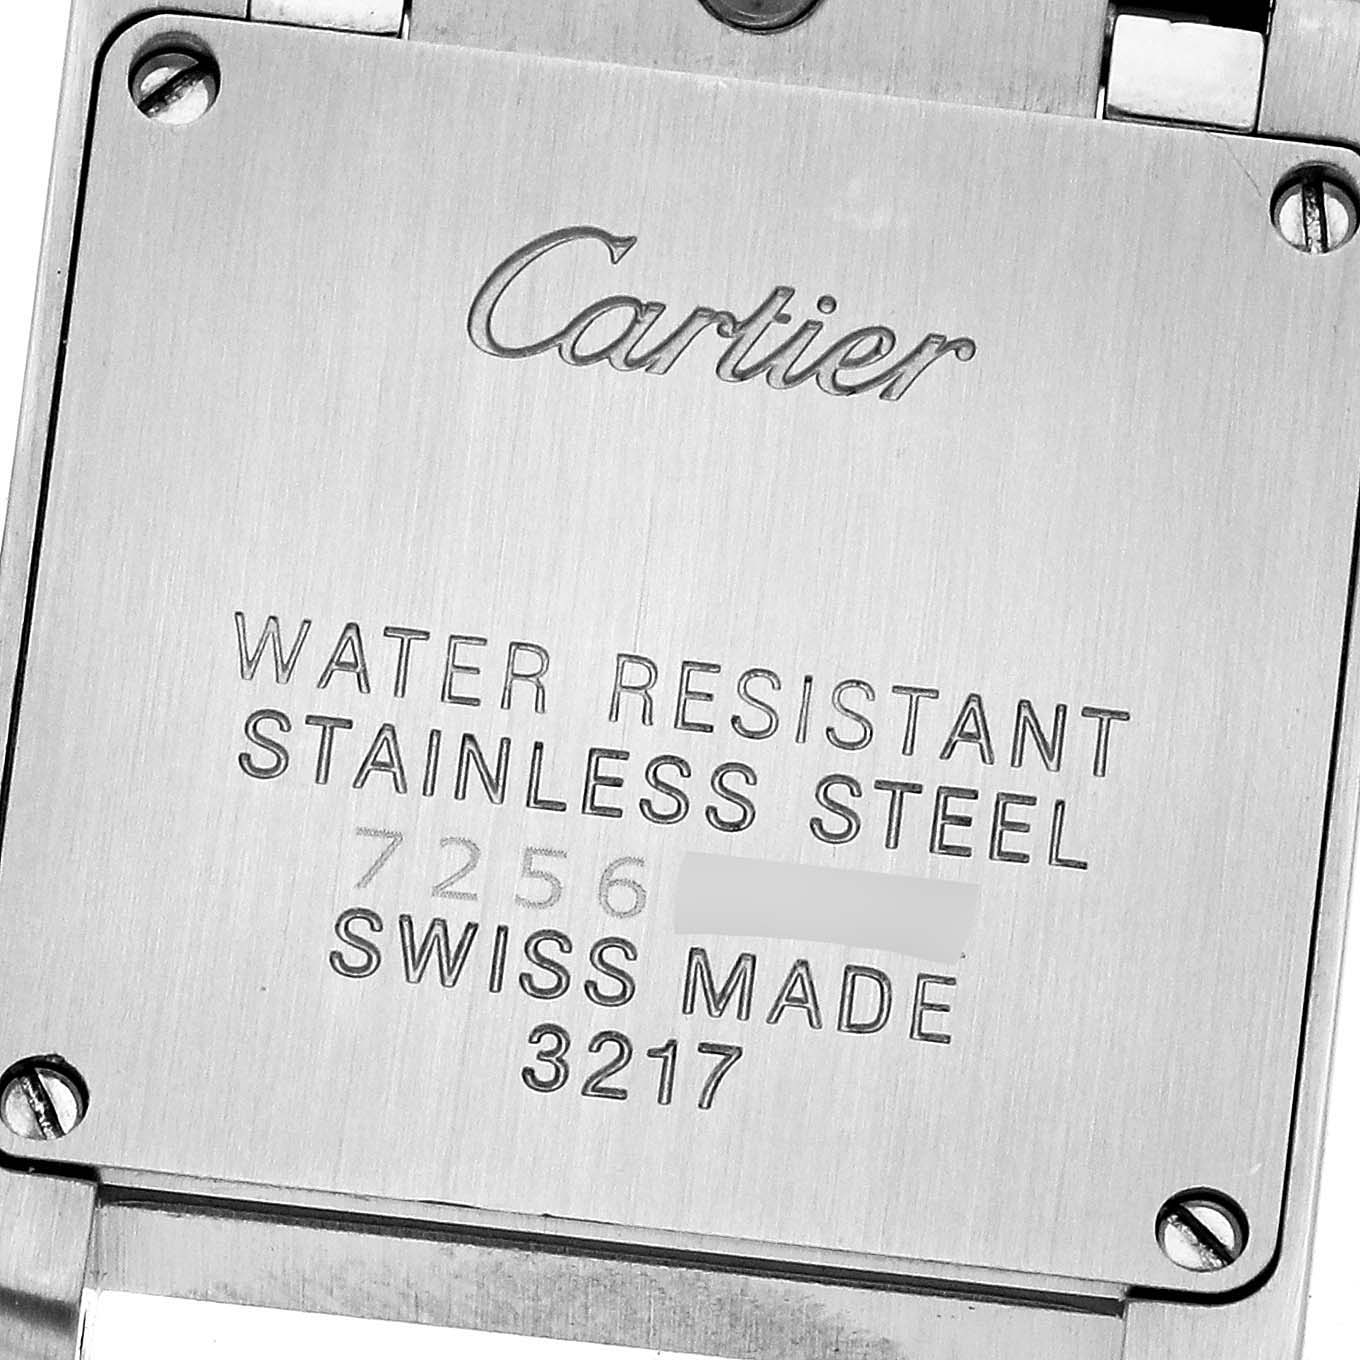 Cartier
WATER RESISTANT
STAINLESS STEEL
7256
SWISS MADE
3217